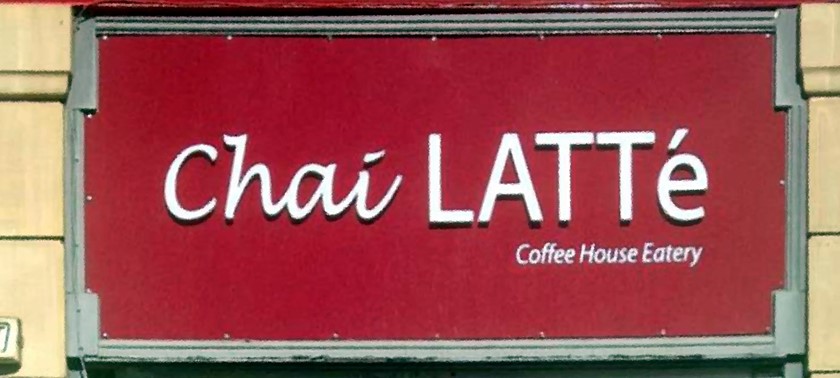 Chai LATTé
Coffee House Eatery